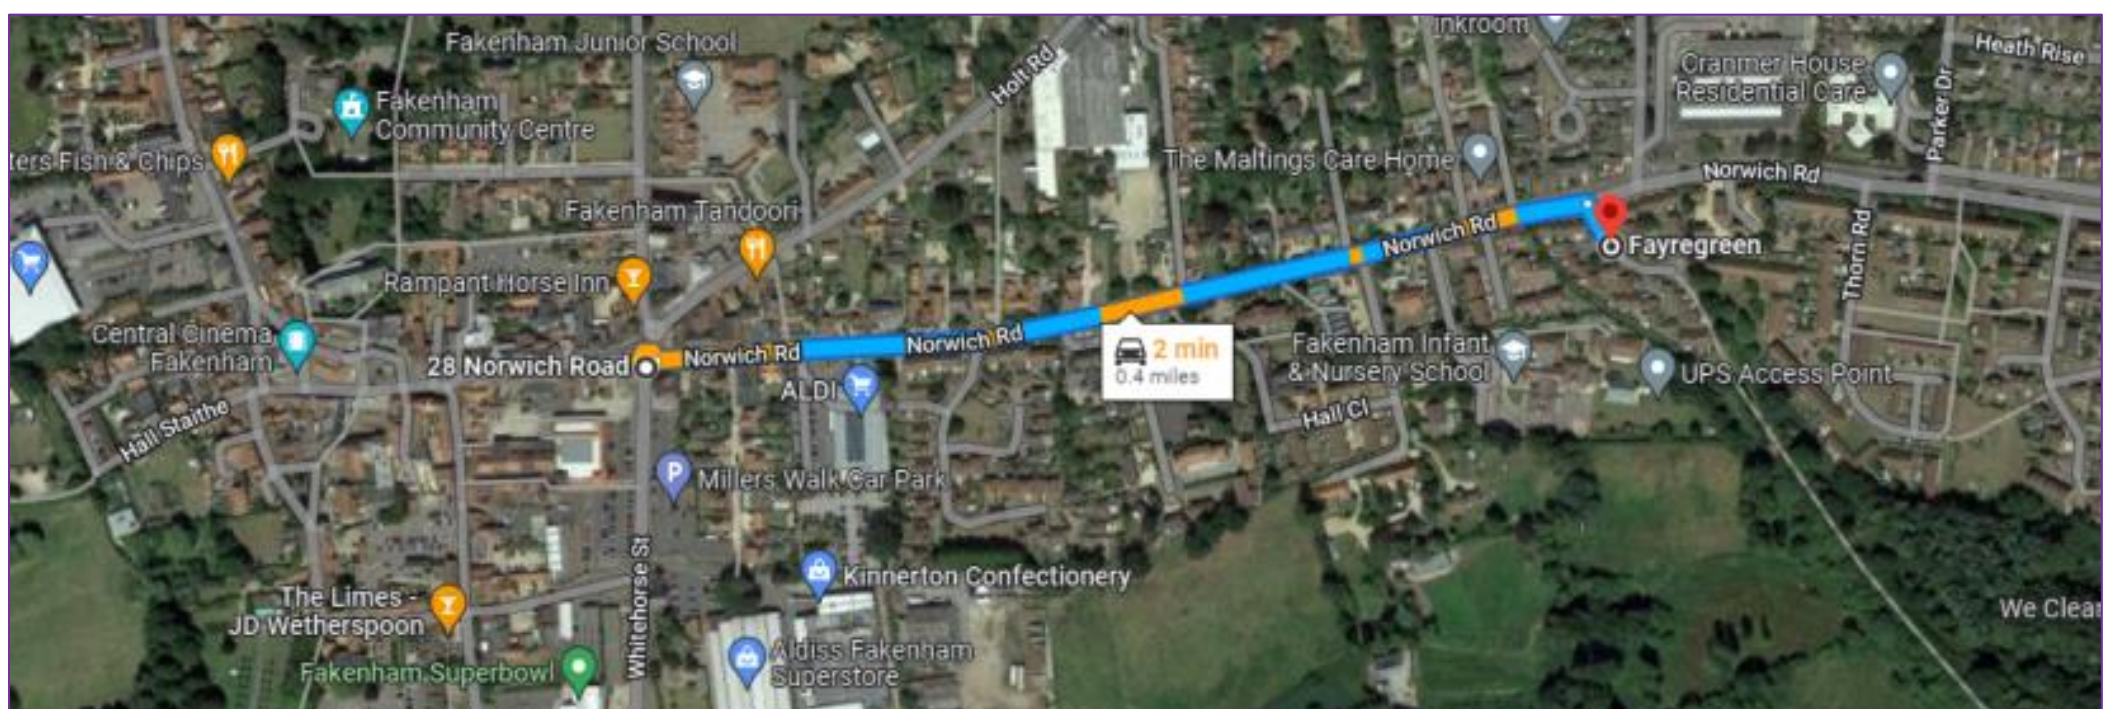 Fakenham Junior School
inkroom
Heath Rise
Holt Rd
Cranmer House
Residential Care
Parker Dr
Fakenham
Community Centre
ters Fish & Chips
The Maltings Care Home
Norwich Rd
Fakenham Tandoori
Norwich Rd
Fayregreen
Thorn Rd
Rampant Horse Inn
Central Cinema
Fakenham
28 Norwich Road
Norwich Rd
Norwich Rd
2 min
0.4 miles
Fakenham Infant
& Nursery School
UPS Access Point
ALDI
Hall Staithe
Hall Cl
P
Millers Walk Car Park
Whitehorse St
Kinnerton Confectionery
The Limes -
JD Wetherspoon
We Clear
Fakenham Superbowl
Aldiss Fakenham
Superstore